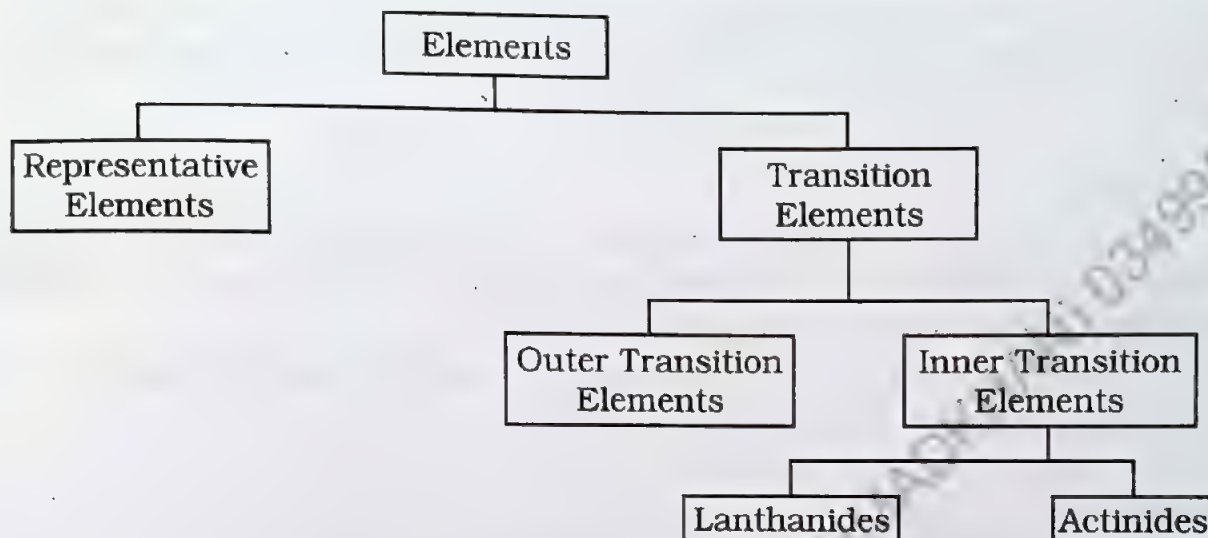 Elements
Representative
Elements
Transition
Elements
Outer Transition
Elements
Inner Transition
Elements
Lanthanides
Actinides